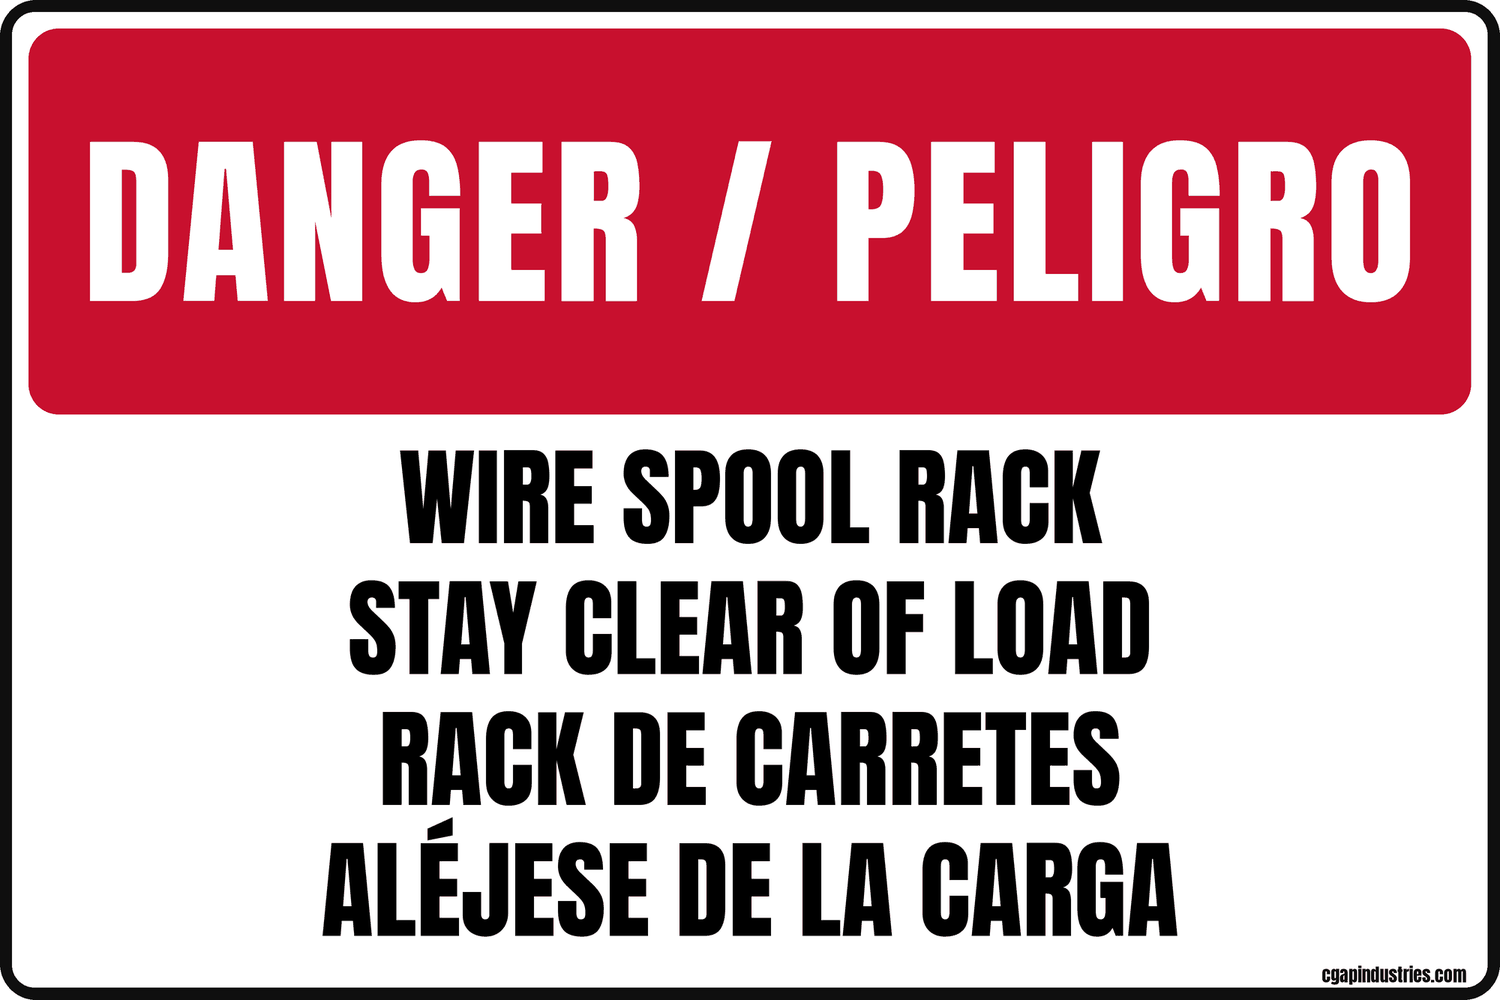 DANGER / PELIGRO
WIRE SPOOL RACK
STAY CLEAR OF LOAD
RACK DE CARRETES
ALÉJESE DE LA CARGA
cgapindustries.com